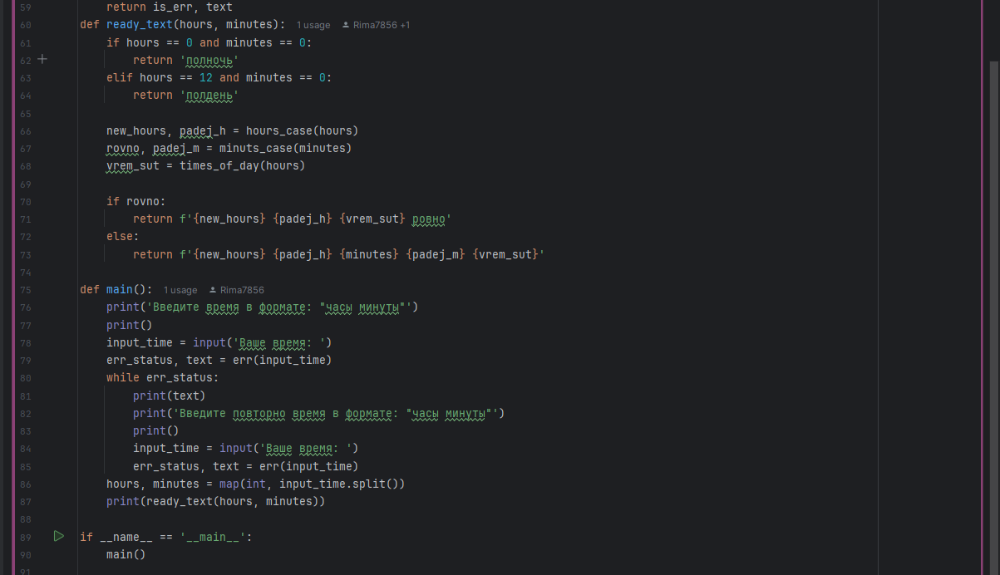 59 return is_err, text
60 def ready_text(hours, minutes): 1 usage Rima7856 +1
61 if hours == 0 and minutes == 0:
62 return 'полночь'
63 elif hours == 12 and minutes == 0:
64 return 'полдень'
65
66 new_hours, padej_h = hours_case(hours)
67 rovno, padej_m = minuts_case(minutes)
68 vrem_sut = times_of_day(hours)
69
70 if rovno:
71 return f'{new_hours} {padej_h} {vrem_sut} ровно'
72 else:
73 return f'{new_hours} {padej_h} {minutes} {padej_m} {vrem_sut}'
74
75 def main(): 1 usage Rima7856
76 print('Введите время в формате: "часы минуты"')
77 print()
78 input_time = input('Ваше время: ')
79 err_status, text = err(input_time)
80 while err_status:
81 print(text)
82 print('Введите повторно время в формате: "часы минуты"')
83 print()
84 input_time = input('Ваше время: ')
85 err_status, text = err(input_time)
86 hours, minutes = map(int, input_time.split())
87 print(ready_text(hours, minutes))
88
89 if __name__ == '__main__':
90 main()
91